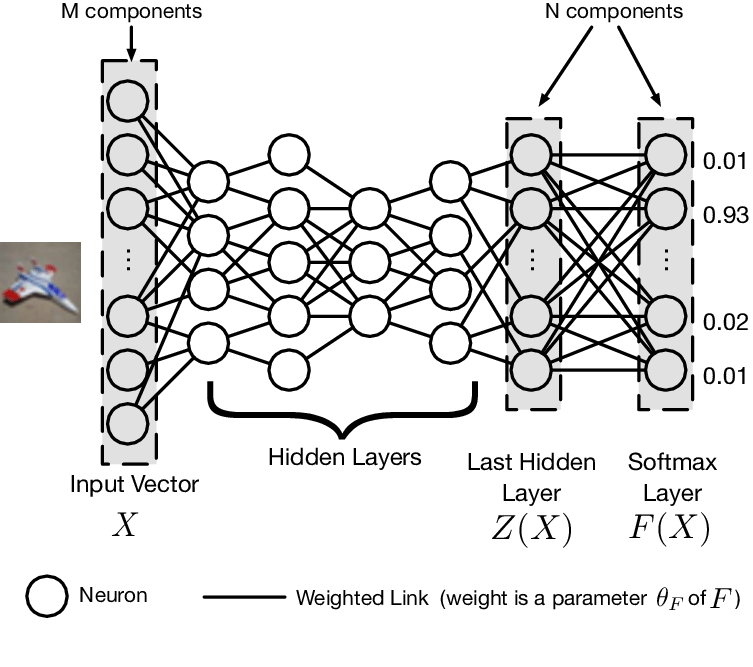 M components
N components
⋮
⋮
⋮
0.01
0.93
0.02
0.01
Hidden Layers
Input Vector
X
Last Hidden
Layer
Z(X)
Softmax
Layer
F(X)
Neuron
Weighted Link (weight is a parameter θ_F of F)